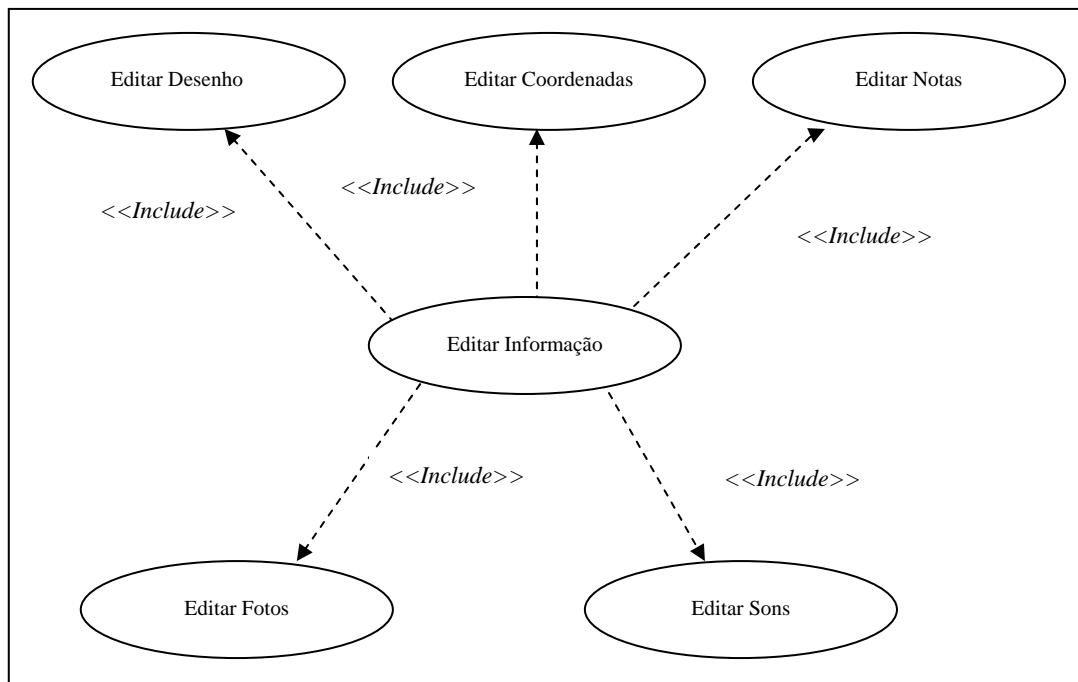 Editar Desenho
Editar Coordenadas
Editar Notas
<<Include>>
<<Include>>
<<Include>>
Editar Informação
<<Include>>
<<Include>>
Editar Fotos
Editar Sons